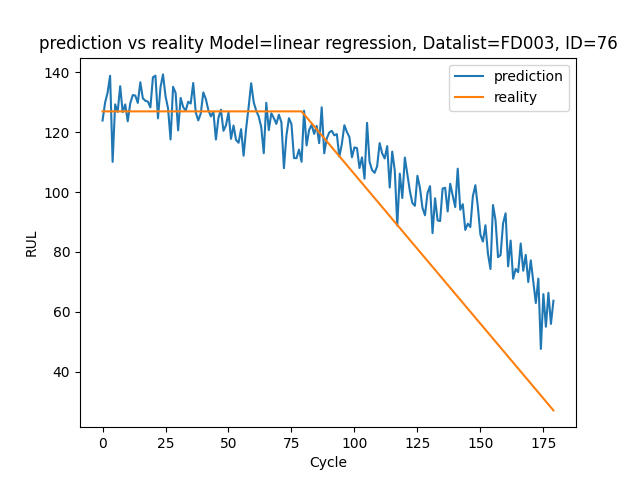 prediction vs reality Model=linear regression, Datalist=FD003, ID=76
prediction
reality
RUL
140
120
100
80
60
40
0 25 50 75 100 125 150 175
Cycle